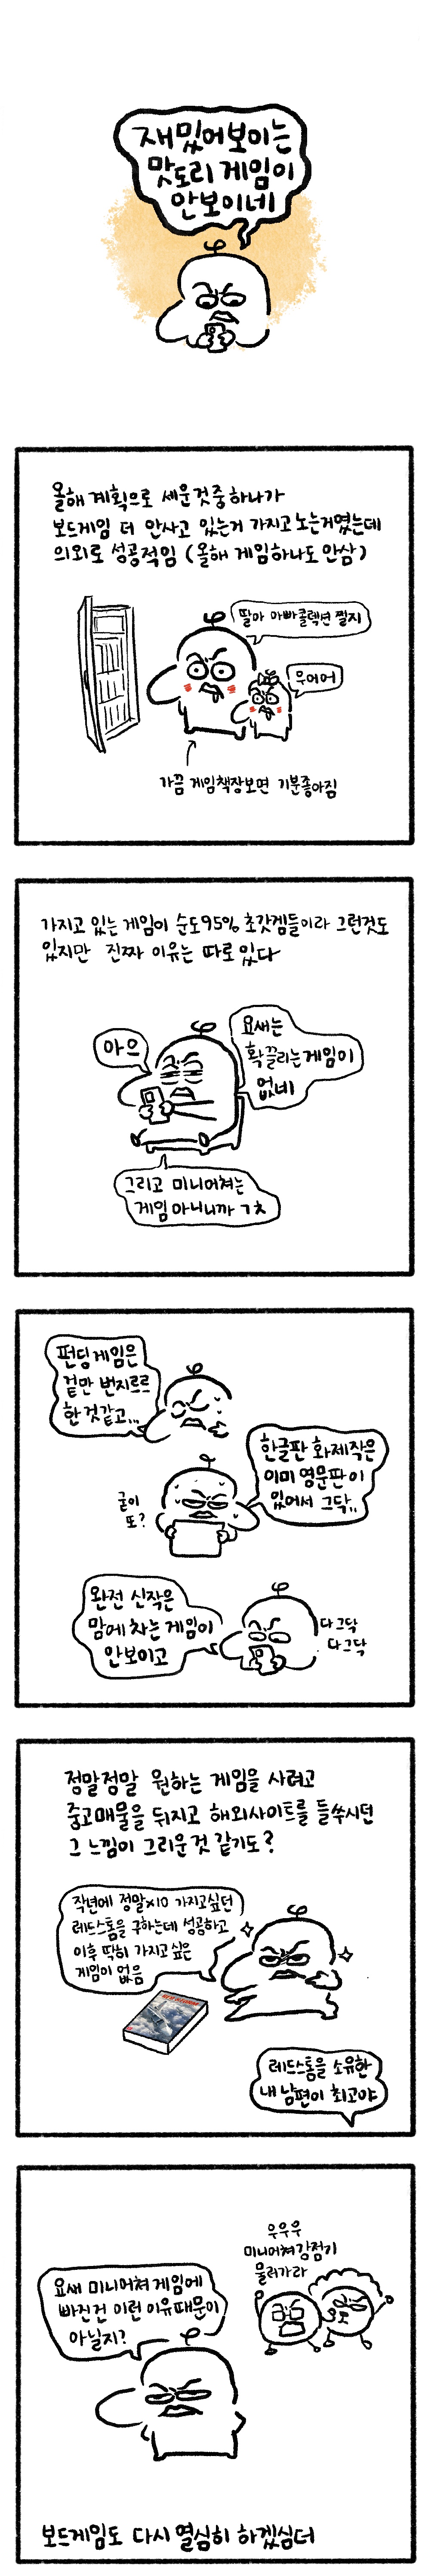 재밌어보이는
맛도리 게임이
안보이네
올해 계획으로 세운것중 하나가
보드게임 더 안사고 있는거 가지고 노는거였는데
의외로 성공적임 (올해 게임하나도 안삼)
딸아 아빠콜렉션 쩔지
우어어
가끔 게임책장보면 기분좋아짐
가지고 있는 게임이 순도95% 초갓겜들이라 그런것도
있지만 진짜 이유는 따로 있다
아으
요새는
확끌리는게임이
없네
그리고 미니어쳐는
게임 아니니까 ㄱㅊ
펀딩게임은
겉만 번지르르
한것같고...
한글판 화제작은
이미 영문판이
있어서 그닥..
굳이
또?
완전 신작은
맘에 차는 게임이
안보이고
다그닥
다그닥
정말정말 원하는 게임을 사려고
중고매물을 뒤지고 해외사이트를 들쑤시던
그 느낌이 그리운것 같기도?
작년에 정말x10 가지고싶던
레드스톰을 구하는데 성공하고
이후 딱히 가지고 싶은
게임이 없음
RED STORM
레드스톰을 소유한
내 남편이 최고야
우우우
미니어쳐강점기
물러가라
요새 미니어쳐 게임에
빠진건 이런 이유때문이
아닐지?
보드게임도 다시 열심히 하겠심더